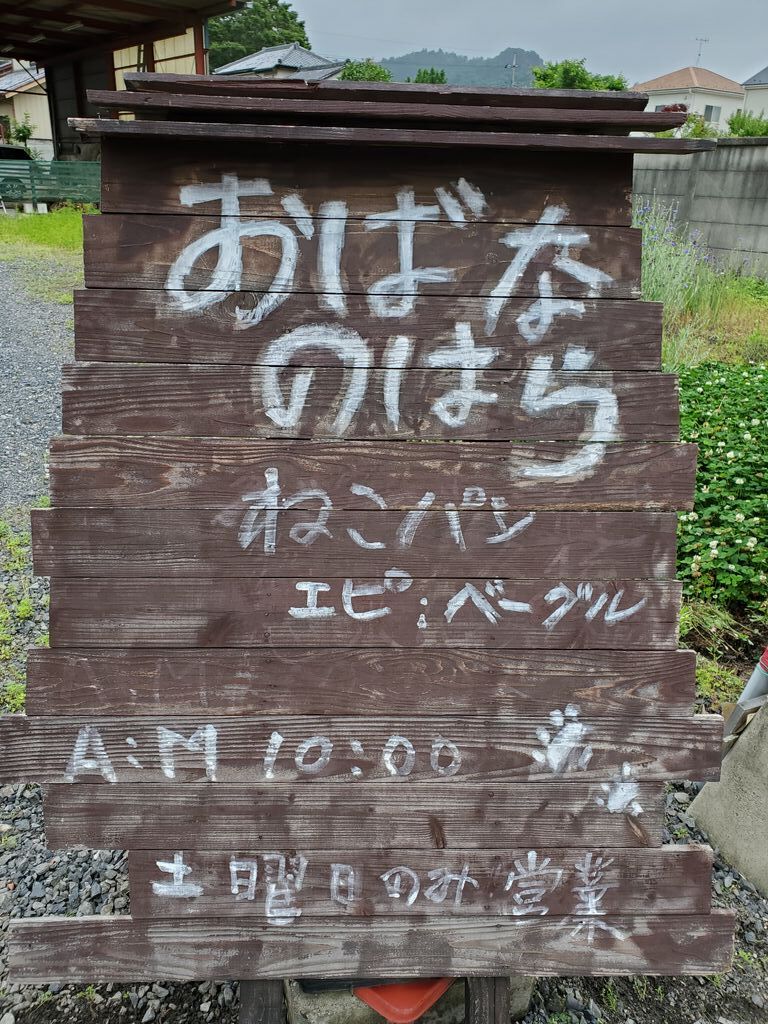 おばな
のはら
ねこパン
エピ:ベーグル
A:M 10:00
土曜日のみ営業